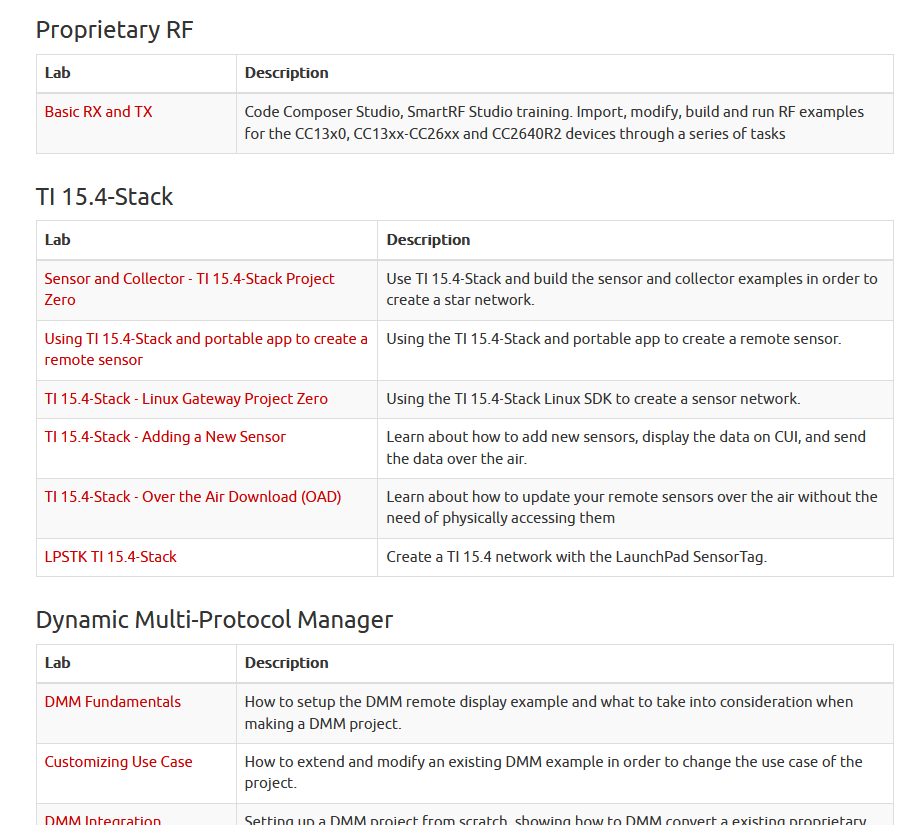 Proprietary RF
Lab Description
Basic RX and TX Code Composer Studio, SmartRF Studio training. Import, modify, build and run RF examples
for the CC13x0, CC13xx-CC26xx and CC2640R2 devices through a series of tasks
TI 15.4-Stack
Lab Description
Sensor and Collector - TI 15.4-Stack Project Use TI 15.4-Stack and build the sensor and collector examples in order to
Zero create a star network.
Using TI 15.4-Stack and portable app to create a Using the TI 15.4-Stack and portable app to create a remote sensor.
remote sensor
TI 15.4-Stack - Linux Gateway Project Zero Using the TI 15.4-Stack Linux SDK to create a sensor network.
TI 15.4-Stack - Adding a New Sensor Learn about how to add new sensors, display the data on CUI, and send
the data over the air.
TI 15.4-Stack - Over the Air Download (OAD) Learn about how to update your remote sensors over the air without the
need of physically accessing them
LPSTK TI 15.4-Stack Create a TI 15.4 network with the LaunchPad SensorTag.
Dynamic Multi-Protocol Manager
Lab Description
DMM Fundamentals How to setup the DMM remote display example and what to take into consideration when
making a DMM project.
Customizing Use Case How to extend and modify an existing DMM example in order to change the use case of the
project.
DMM Integration Setting up a DMM project from scratch, showing how to DMM convert a existing proprietary